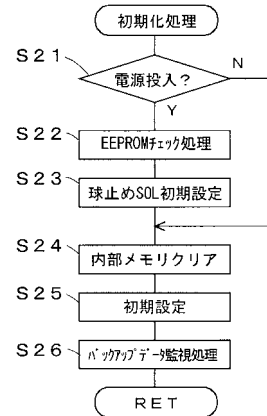 初期化処理
S21 電源投入? N
Y
S22 EEPROMチェック処理
S23 球止めSOL初期設定
S24 内部メモリクリア
S25 初期設定
S26 バックアップデータ監視処理
RET